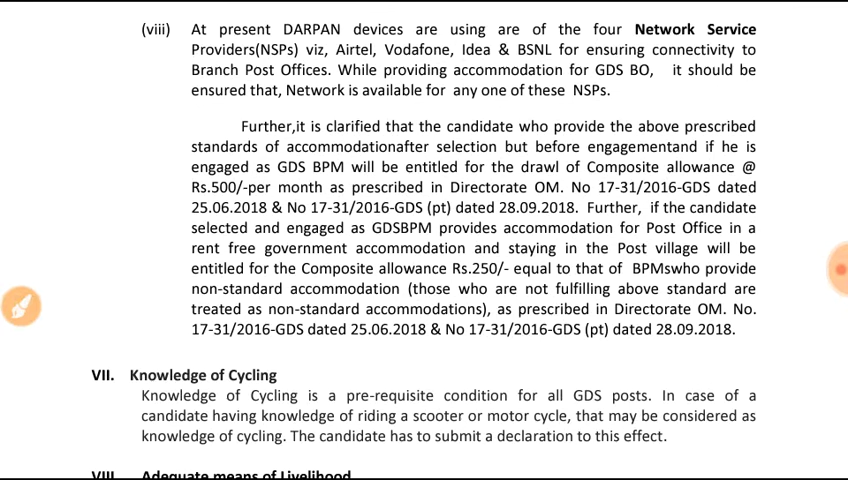 (viii) At present DARPAN devices are using are of the four Network Service
Providers(NSPs) viz, Airtel, Vodafone, Idea & BSNL for ensuring connectivity to
Branch Post Offices. While providing accommodation for GDS BO, it should be
ensured that, Network is available for any one of these NSPs.
Further,it is clarified that the candidate who provide the above prescribed
standards of accommodationafter selection but before engagementand if he is
engaged as GDS BPM will be entitled for the drawl of Composite allowance @
Rs.500/-per month as prescribed in Directorate OM. No 17-31/2016-GDS dated
25.06.2018 & No 17-31/2016-GDS (pt) dated 28.09.2018. Further, if the candidate
selected and engaged as GDSBPM provides accommodation for Post Office in a
rent free government accommodation and staying in the Post village will be
entitled for the Composite allowance Rs.250/- equal to that of BPMswho provide
non-standard accommodation (those who are not fulfilling above standard are
treated as non-standard accommodations), as prescribed in Directorate OM. No.
17-31/2016-GDS dated 25.06.2018 & No 17-31/2016-GDS (pt) dated 28.09.2018.
VII. Knowledge of Cycling
Knowledge of Cycling is a pre-requisite condition for all GDS posts. In case of a
candidate having knowledge of riding a scooter or motor cycle, that may be considered as
knowledge of cycling. The candidate has to submit a declaration to this effect.
VIII. Adequate means of Livelihood